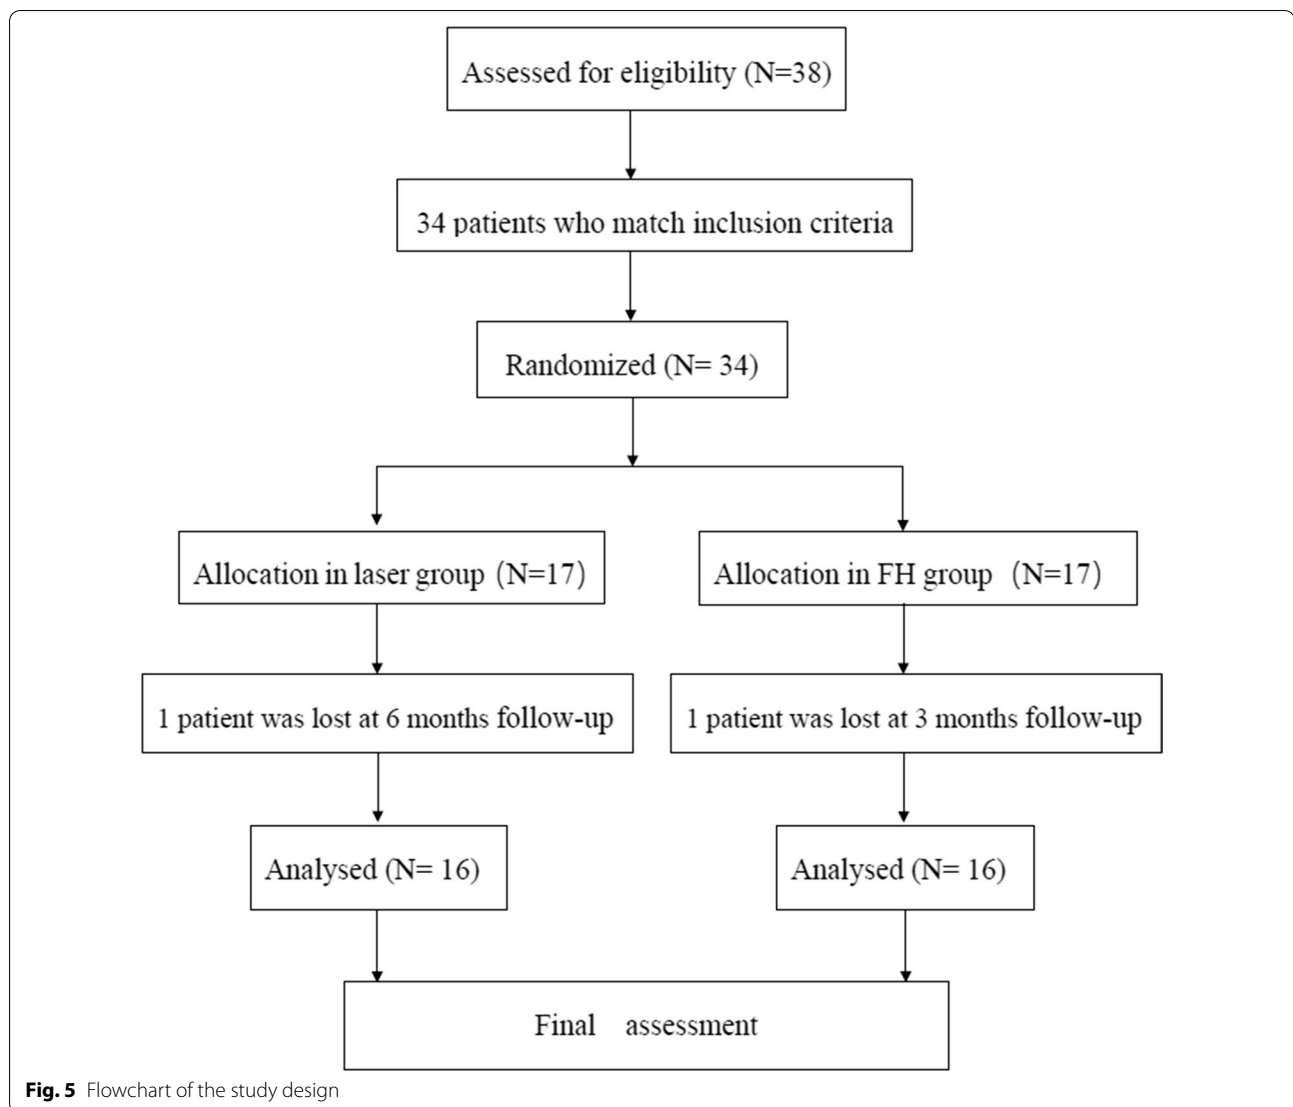 Assessed for eligibility (N=38)
34 patients who match inclusion criteria
Randomized (N= 34)
Allocation in laser group (N=17)
Allocation in FH group (N=17)
1 patient was lost at 6 months follow-up
1 patient was lost at 3 months follow-up
Analysed (N= 16)
Analysed (N= 16)
Final assessment
Fig. 5 Flowchart of the study design